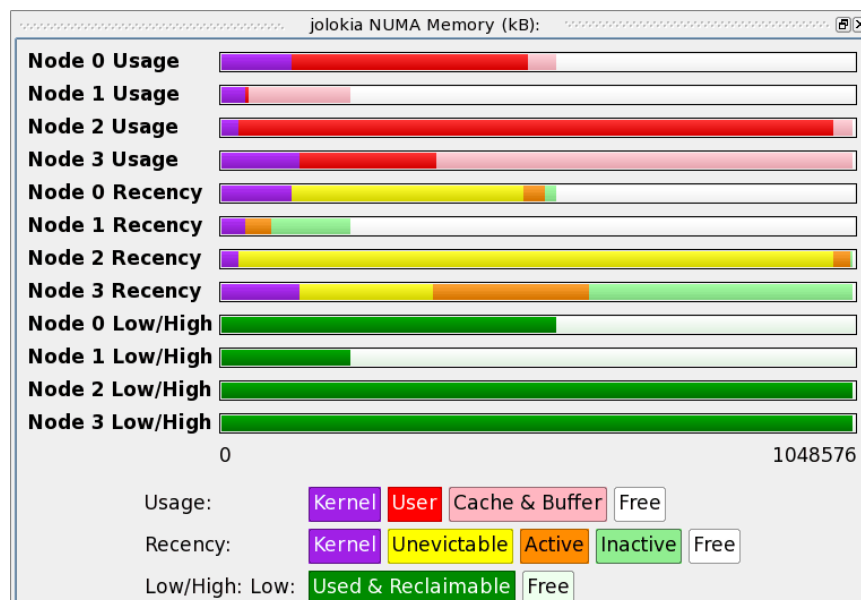 jolokia NUMA Memory (kB):
Node 0 Usage
Node 1 Usage
Node 2 Usage
Node 3 Usage
Node 0 Recency
Node 1 Recency
Node 2 Recency
Node 3 Recency
Node 0 Low/High
Node 1 Low/High
Node 2 Low/High
Node 3 Low/High
0 1048576
Usage: Kernel User Cache & Buffer Free
Recency: Kernel Unevictable Active Inactive Free
Low/High: Low: Used & Reclaimable Free